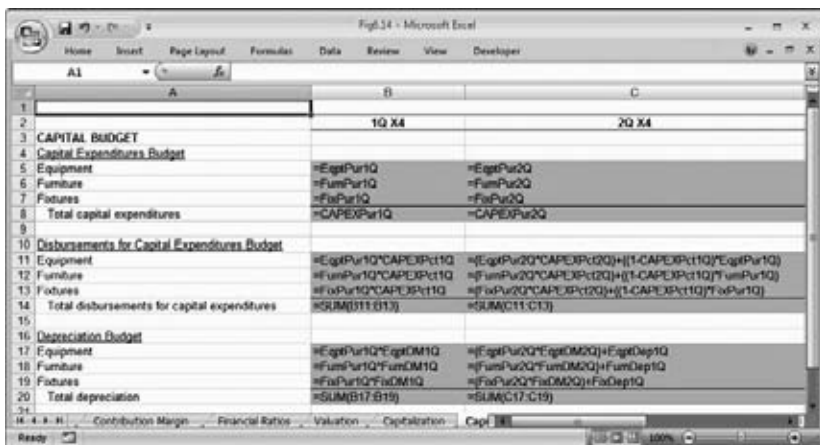 Fig6.14 - Microsoft Excel
Home Insert Page Layout Formulas Data Review View Developer
A1 fx
A B C
1
2 1Q X4 2Q X4
3 CAPITAL BUDGET
4 Capital Expenditures Budget
5 Equipment =EqptPur1Q =EqptPur2Q
6 Furniture =FurnPur1Q =FurnPur2Q
7 Fixtures =FixPur1Q =FixPur2Q
8 Total capital expenditures =CAPEXPur1Q =CAPEXPur2Q
9
10 Disbursements for Capital Expenditures Budget
11 Equipment =EqptPur1Q*CAPEXPct1Q =(EqptPur2Q*CAPEXPct2Q)+((1-CAPEXPct1Q)*EqptPur1Q)
12 Furniture =FurnPur1Q*CAPEXPct1Q =(FurnPur2Q*CAPEXPct2Q)+((1-CAPEXPct1Q)*FurnPur1Q)
13 Fixtures =FixPur1Q*CAPEXPct1Q =(FixPur2Q*CAPEXPct2Q)+((1-CAPEXPct1Q)*FixPur1Q)
14 Total disbursements for capital expenditures =SUM(B11:B13) =SUM(C11:C13)
15
16 Depreciation Budget
17 Equipment =EqptPur1Q*EqptDM1Q =(EqptPur2Q*EqptDM2Q)+EqptDep1Q
18 Furniture =FurnPur1Q*FurnDM1Q =(FurnPur2Q*FurnDM2Q)+FurnDep1Q
19 Fixtures =FixPur1Q*FixDM1Q =(FixPur2Q*FixDM2Q)+FixDep1Q
20 Total depreciation =SUM(B17:B19) =SUM(C17:C19)
21
Contribution Margin Financial Ratios Valuation Capitalization Capi
Ready 100%